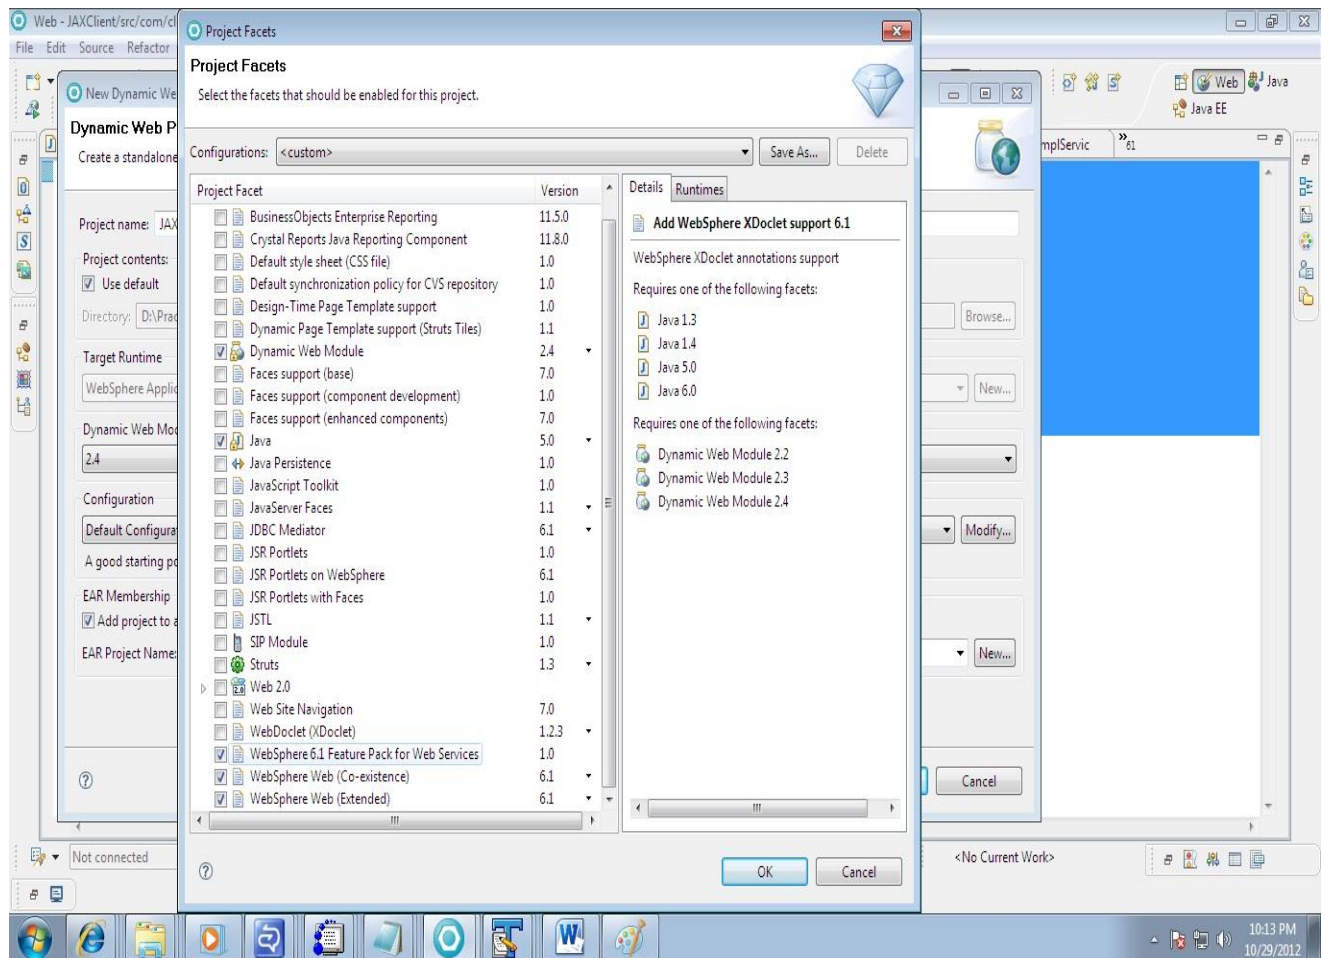 Web - JAXClient/src/com/cl
File Edit Source Refactor
Web Java
Java EE
New Dynamic We
Dynamic Web P
Create a standalone
Project name: JAX
Project contents:
Use default
Directory: D:\Prac
Browse...
Target Runtime
WebSphere Applic
New...
Dynamic Web Mod
2.4
Configuration
Default Configurat
Modify...
A good starting po
EAR Membership
Add project to a
EAR Project Name:
New...
Cancel
mplServic
»61
Project Facets
Project Facets
Select the facets that should be enabled for this project.
Configurations: <custom> Save As... Delete
Project Facet Version
BusinessObjects Enterprise Reporting 11.5.0
Crystal Reports Java Reporting Component 11.8.0
Default style sheet (CSS file) 1.0
Default synchronization policy for CVS repository 1.0
Design-Time Page Template support 1.0
Dynamic Page Template support (Struts Tiles) 1.1
Dynamic Web Module 2.4
Faces support (base) 7.0
Faces support (component development) 1.0
Faces support (enhanced components) 7.0
Java 5.0
Java Persistence 1.0
JavaScript Toolkit 1.0
JavaServer Faces 1.1
JDBC Mediator 6.1
JSR Portlets 1.0
JSR Portlets on WebSphere 6.1
JSR Portlets with Faces 1.0
JSTL 1.1
SIP Module 1.0
Struts 1.3
Web 2.0
Web Site Navigation 7.0
WebDoclet (XDoclet) 1.2.3
WebSphere 6.1 Feature Pack for Web Services 1.0
WebSphere Web (Co-existence) 6.1
WebSphere Web (Extended) 6.1
Details Runtimes
Add WebSphere XDoclet support 6.1
WebSphere XDoclet annotations support
Requires one of the following facets:
Java 1.3
Java 1.4
Java 5.0
Java 6.0
Requires one of the following facets:
Dynamic Web Module 2.2
Dynamic Web Module 2.3
Dynamic Web Module 2.4
OK Cancel
Not connected
<No Current Work>
10:13 PM
10/29/2012